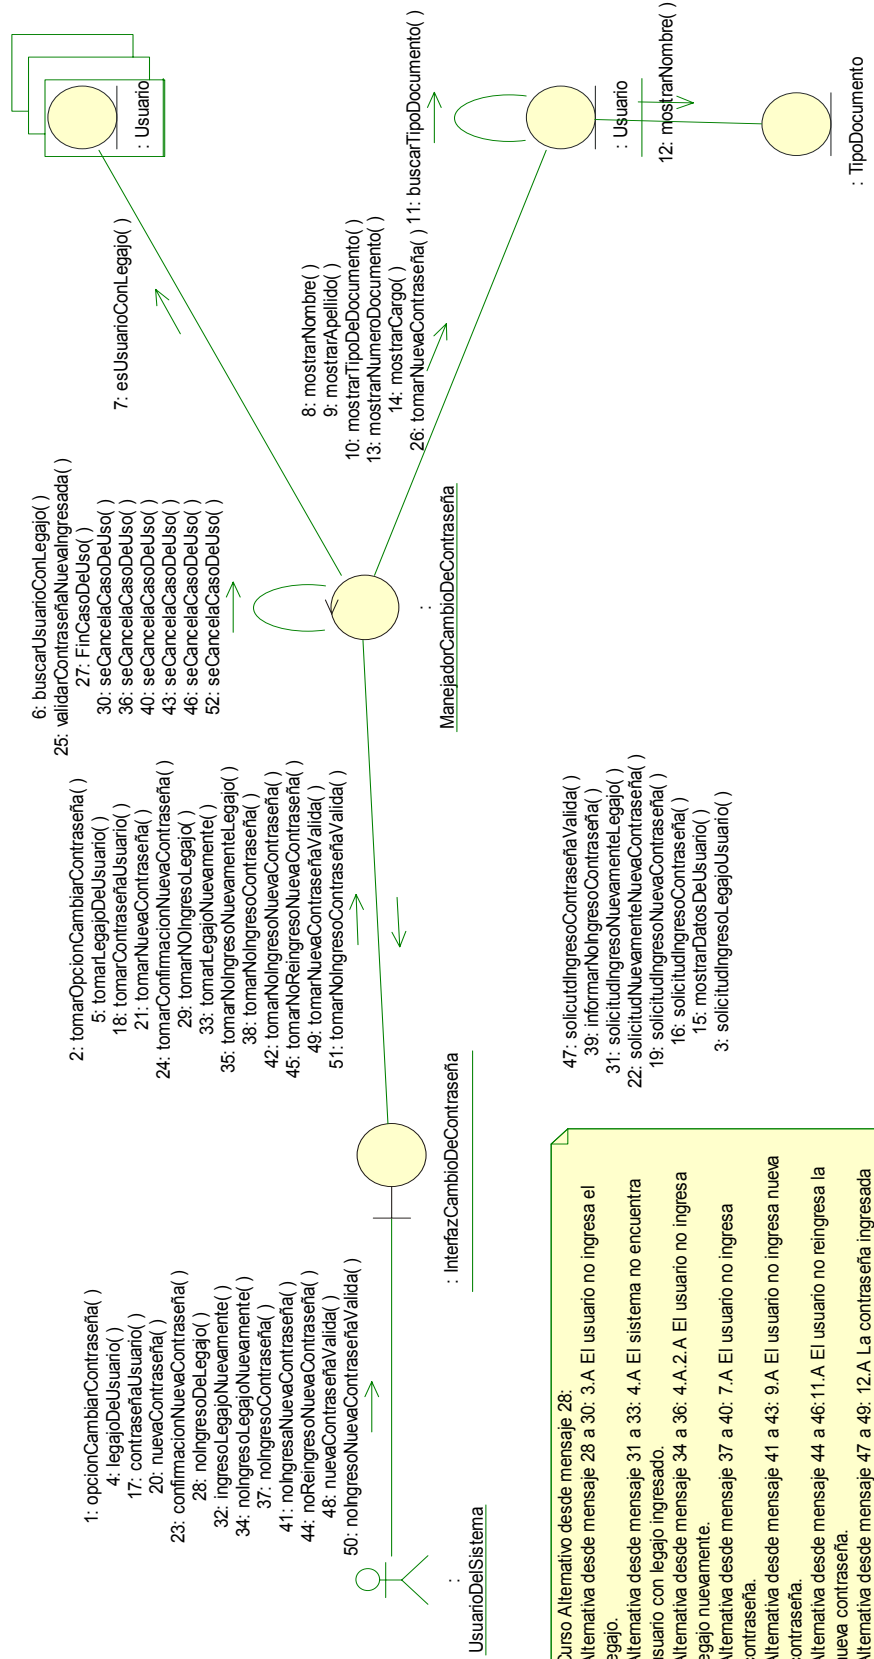 1: opcionCambiarContraseña( )
4: legajoDeUsuario( )
17: contraseñaUsuario( )
20: nuevaContraseña( )
23: confirmacionNuevaContraseña( )
28: noIngresoDeLegajo( )
32: ingresoLegajoNuevamente( )
34: noIngresoLegajoNuevamente( )
37: noIngresoContraseña( )
41: noIngresaNuevaContraseña( )
44: noReingresoNuevaContraseña( )
48: nuevaContraseñaValida( )
50: noIngresoNuevaContraseñaValida( )
:
UsuarioDelSistema
2: tomarOpcionCambiarContraseña( )
5: tomarLegajoDeUsuario( )
18: tomarContraseñaUsuario( )
21: tomarNuevaContraseña( )
24: tomarConfirmacionNuevaContraseña( )
29: tomarNOIngresoLegajo( )
33: tomarLegajoNuevamente( )
35: tomarNoIngresoNuevamenteLegajo( )
38: tomarNoIngresoContraseña( )
42: tomarNoIngresoNuevaContraseña( )
45: tomarNoReingresoNuevaContraseña( )
49: tomarNuevaContraseñaValida( )
51: tomarNoIngresoContraseñaValida( )
: InterfazCambioDeContraseña
47: solicutdIngresoContraseñaValida( )
39: informarNoIngresoContraseña( )
31: solicitudIngresoNuevamenteLegajo( )
22: solicitudNuevamenteNuevaContraseña( )
19: solicitudIngresoNuevaContraseña( )
16: solicitudIngresoContraseña( )
15: mostrarDatosDeUsuario( )
3: solicitudIngresoLegajoUsuario( )
6: buscarUsuarioConLegajo( )
25: validarContraseñaNuevaIngresada( )
27: FinCasoDeUso( )
30: seCancelaCasoDeUso( )
36: seCancelaCasoDeUso( )
40: seCancelaCasoDeUso( )
43: seCancelaCasoDeUso( )
46: seCancelaCasoDeUso( )
52: seCancelaCasoDeUso( )
:
ManejadorCambioDeContraseña
7: esUsuarioConLegajo( )
: Usuario
8: mostrarNombre( )
9: mostrarApellido( )
10: mostrarTipoDeDocumento( )
13: mostrarNumeroDocumento( )
14: mostrarCargo( )
26: tomarNuevaContraseña( )
11: buscarTipoDocumento( )
: Usuario
12: mostrarNombre( )
: TipoDocumento
Curso Alternativo desde mensaje 28:
Alternativa desde mensaje 28 a 30: 3.A El usuario no ingresa el
legajo.
Alternativa desde mensaje 31 a 33: 4.A El sistema no encuentra
usuario con legajo ingresado.
Alternativa desde mensaje 34 a 36: 4.A.2.A El usuario no ingresa
legajo nuevamente.
Alternativa desde mensaje 37 a 40: 7.A El usuario no ingresa
contraseña.
Alternativa desde mensaje 41 a 43: 9.A El usuario no ingresa nueva
contraseña.
Alternativa desde mensaje 44 a 46:11.A El usuario no reingresa la
nueva contraseña.
Alternativa desde mensaje 47 a 49: 12.A La contraseña ingresada